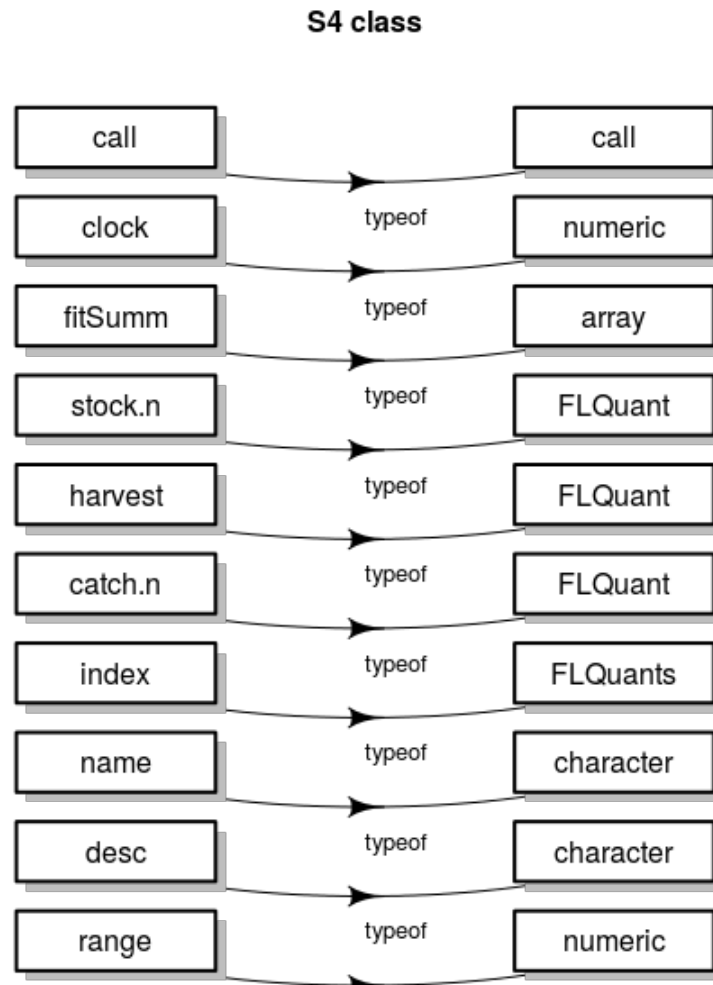 S4 class
call call
typeof
clock numeric
typeof
fitSumm array
typeof
stock.n FLQuant
typeof
harvest FLQuant
typeof
catch.n FLQuant
typeof
index FLQuants
typeof
name character
typeof
desc character
typeof
range numeric